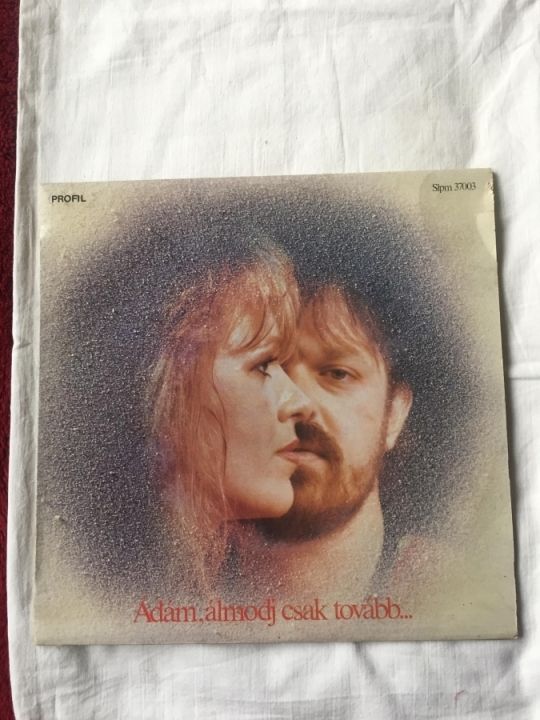 PROFIL
Slpm 37003
Ádám, álmodj csak tovább...